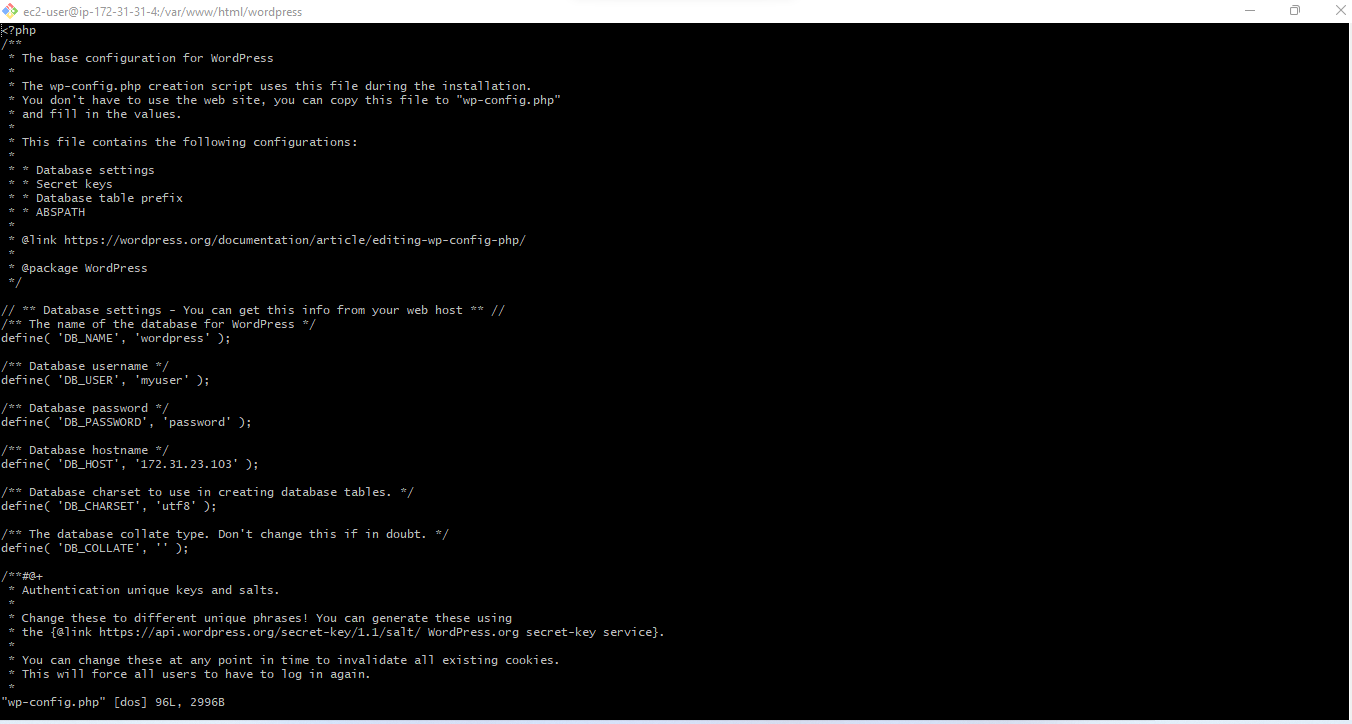 ec2-user@ip-172-31-31-4:/var/www/html/wordpress
<?php
/**
 * The base configuration for WordPress
 *
 * The wp-config.php creation script uses this file during the installation.
 * You don't have to use the web site, you can copy this file to "wp-config.php"
 * and fill in the values.
 *
 * This file contains the following configurations:
 *
 * * Database settings
 * * Secret keys
 * * Database table prefix
 * * ABSPATH
 *
 * @link https://wordpress.org/documentation/article/editing-wp-config-php/
 *
 * @package WordPress
 */

// ** Database settings - You can get this info from your web host ** //
/** The name of the database for WordPress */
define( 'DB_NAME', 'wordpress' );

/** Database username */
define( 'DB_USER', 'myuser' );

/** Database password */
define( 'DB_PASSWORD', 'password' );

/** Database hostname */
define( 'DB_HOST', '172.31.23.103' );

/** Database charset to use in creating database tables. */
define( 'DB_CHARSET', 'utf8' );

/** The database collate type. Don't change this if in doubt. */
define( 'DB_COLLATE', '' );

/**#@+
 * Authentication unique keys and salts.
 *
 * Change these to different unique phrases! You can generate these using
 * the {@link https://api.wordpress.org/secret-key/1.1/salt/ WordPress.org secret-key service}.
 *
 * You can change these at any point in time to invalidate all existing cookies.
 * This will force all users to have to log in again.
 *
"wp-config.php" [dos] 96L, 2996B